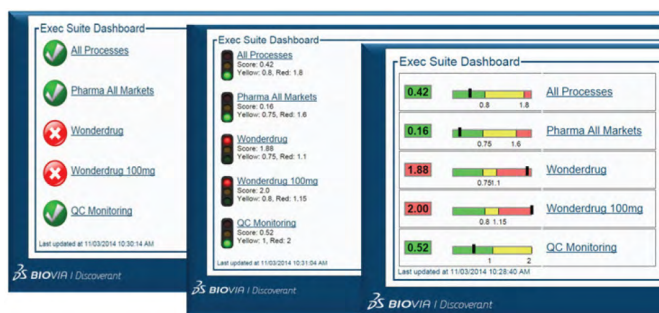 Exec Suite Dashboard
All Processes
Pharma All Markets
Wonderdrug
Wonderdrug 100mg
QC Monitoring
Last updated at 11/03/2014 10:30:14 AM
3S BIOVIA | Discoverant
Exec Suite Dashboard
All Processes
Score: 0.42
Yellow: 0.8, Red: 1.8
Pharma All Markets
Score: 0.16
Yellow: 0.75, Red: 1.6
Wonderdrug
Score: 1.88
Yellow: 0.75, Red: 1.1
Wonderdrug 100mg
Score: 2.0
Yellow: 0.8, Red: 1.15
QC Monitoring
Score: 0.52
Yellow: 1, Red: 2
Last updated at 11/03/2014 10:31:04 AM
3S BIOVIA | Discoverant
Exec Suite Dashboard
0.42 All Processes
0.8 1.8
0.16 Pharma All Markets
0.75 1.6
1.88 Wonderdrug
0.751.1
2.00 Wonderdrug 100mg
0.8 1.15
0.52 QC Monitoring
1 2
Last updated at 11/03/2014 10:28:40 AM
3S BIOVIA | Discoverant